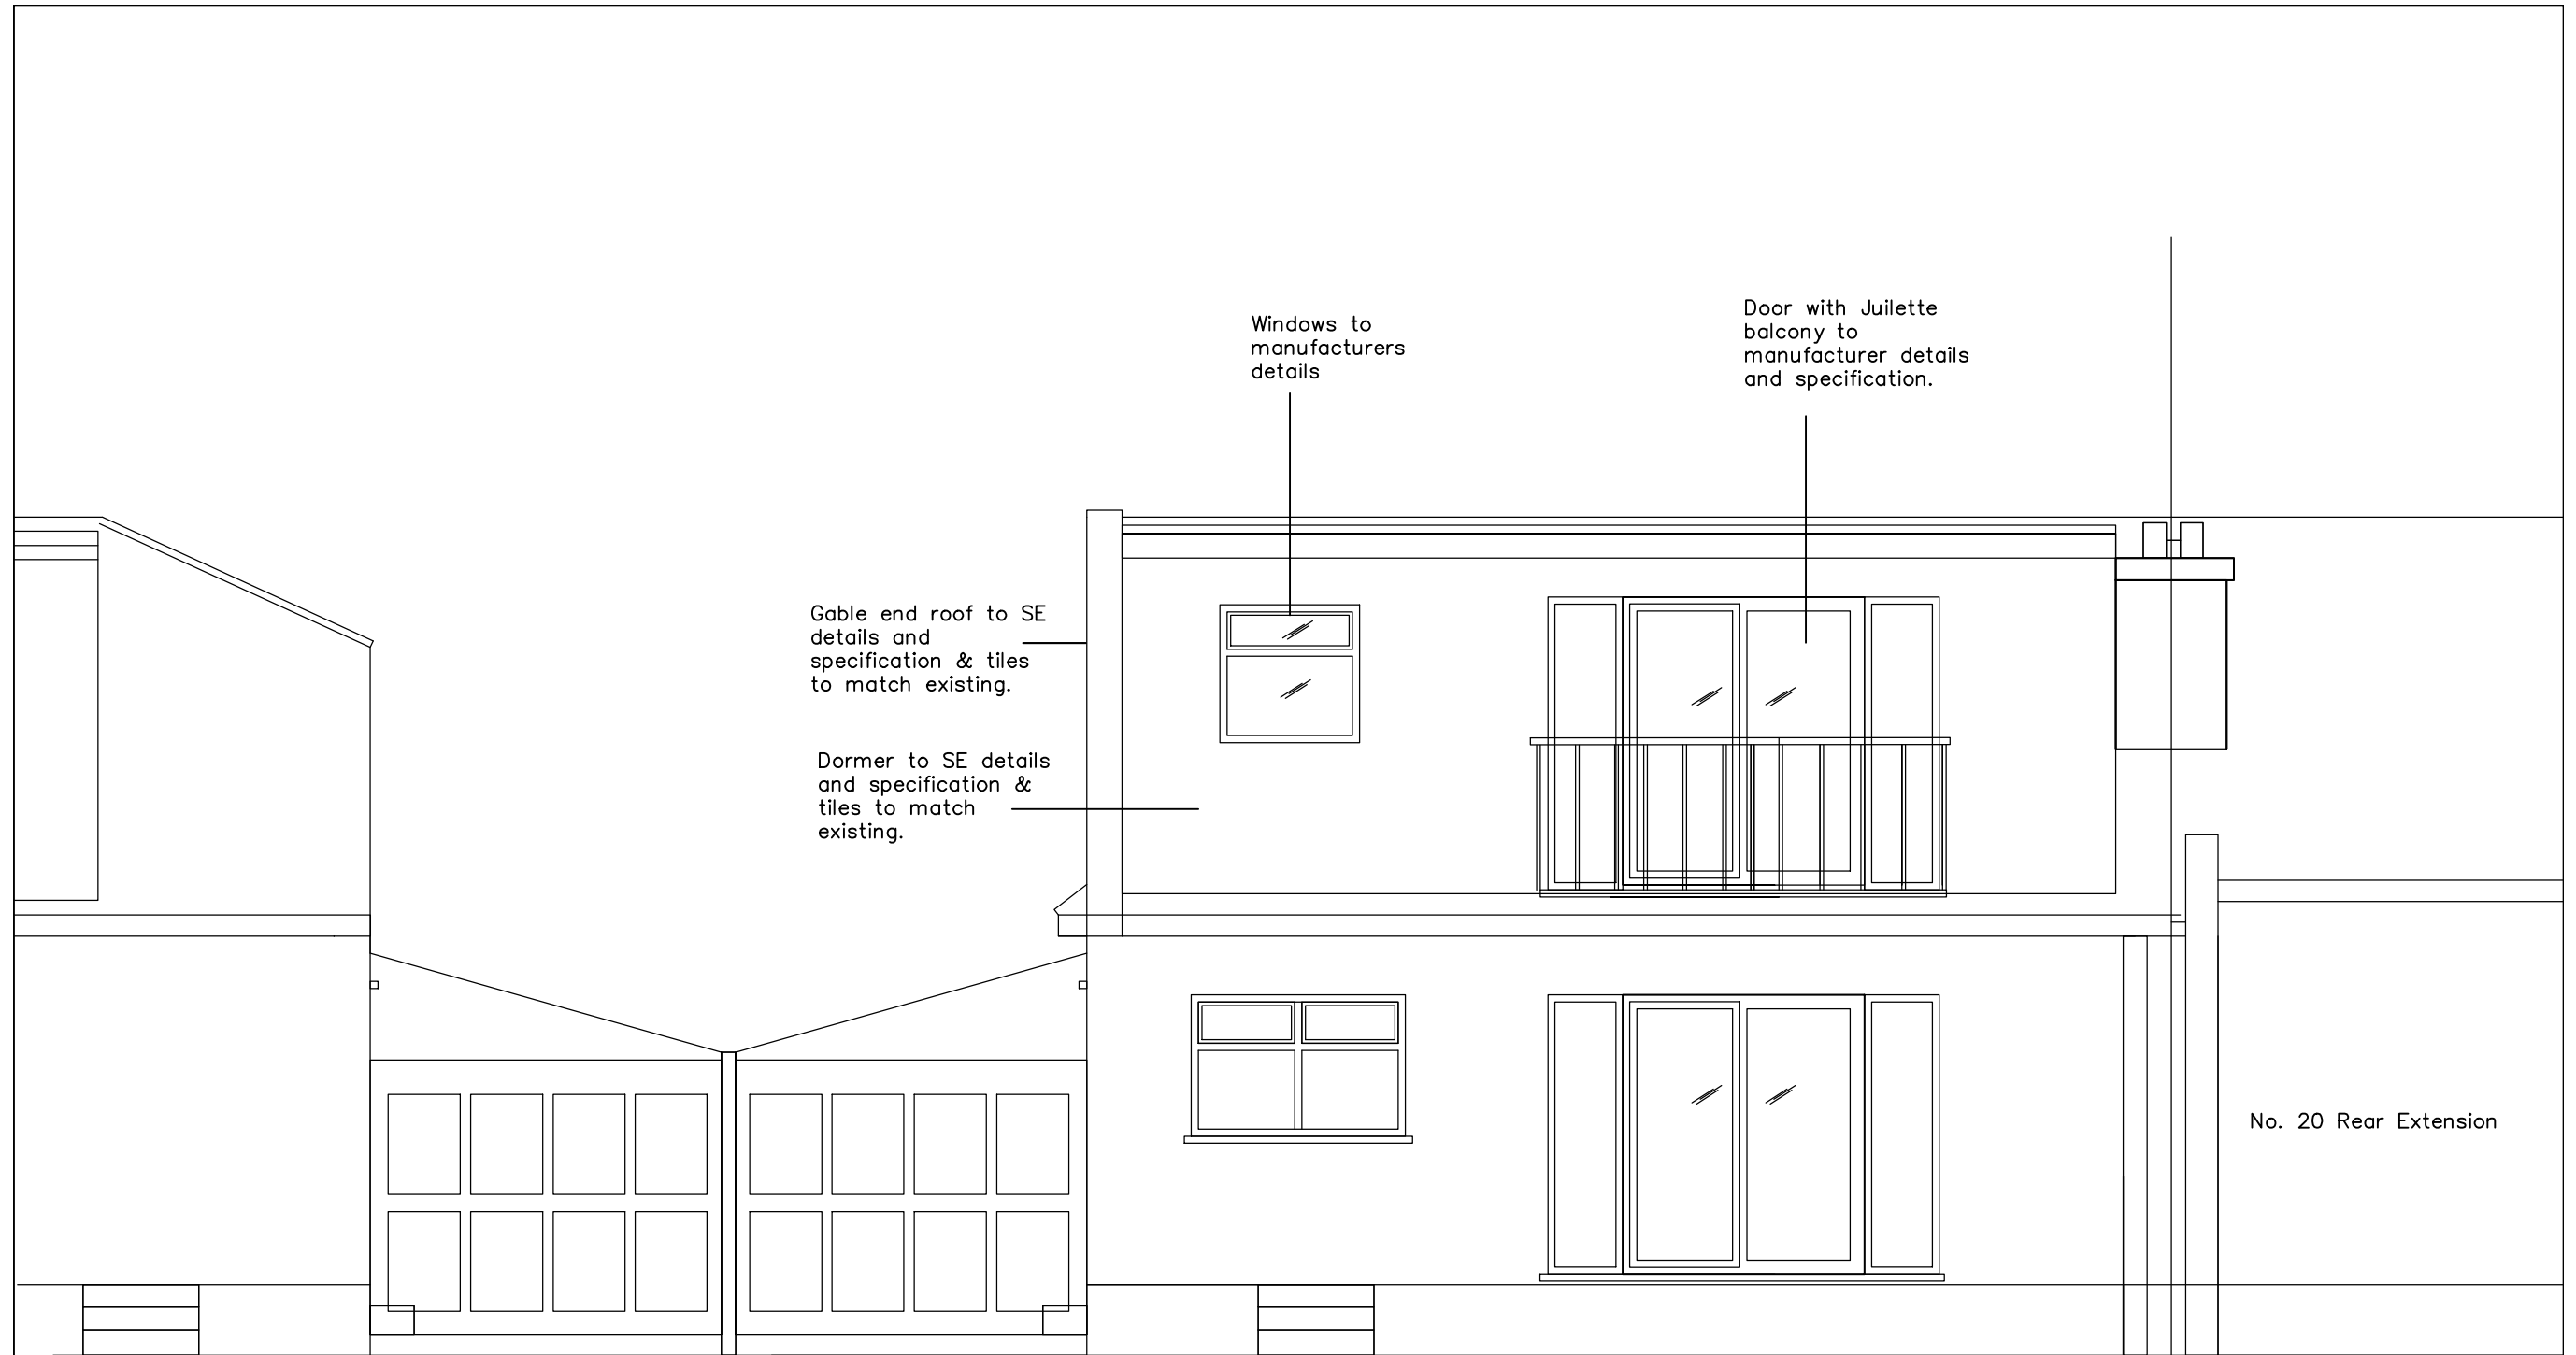 Door with Juilette
balcony to
manufacturer details
and specification.
Windows to
manufacturers
details
Gable end roof to SE
details and
specification & tiles
to match existing.
Dormer to SE details
and specification &
tiles to match
existing.
No. 20 Rear Extension